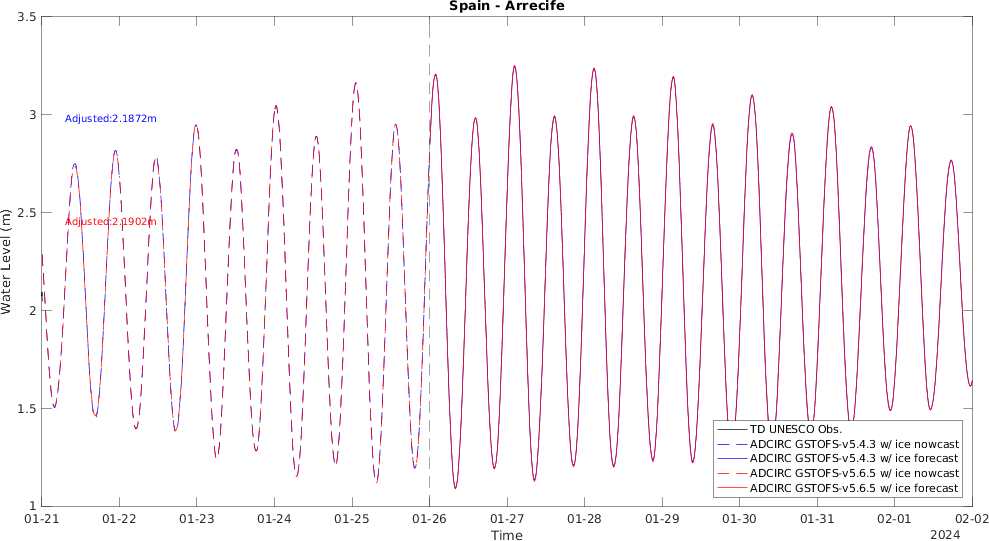 Spain - Arrecife
3.5
3
2.5
2
1.5
1
Water Level (m)
Adjusted:2.1872m
Adjusted:2.1902m
TD UNESCO Obs.
ADCIRC GSTOFS-v5.4.3 w/ ice nowcast
ADCIRC GSTOFS-v5.4.3 w/ ice forecast
ADCIRC GSTOFS-v5.6.5 w/ ice nowcast
ADCIRC GSTOFS-v5.6.5 w/ ice forecast
01-21 01-22 01-23 01-24 01-25 01-26 01-27 01-28 01-29 01-30 01-31 02-01 02-02
Time
2024